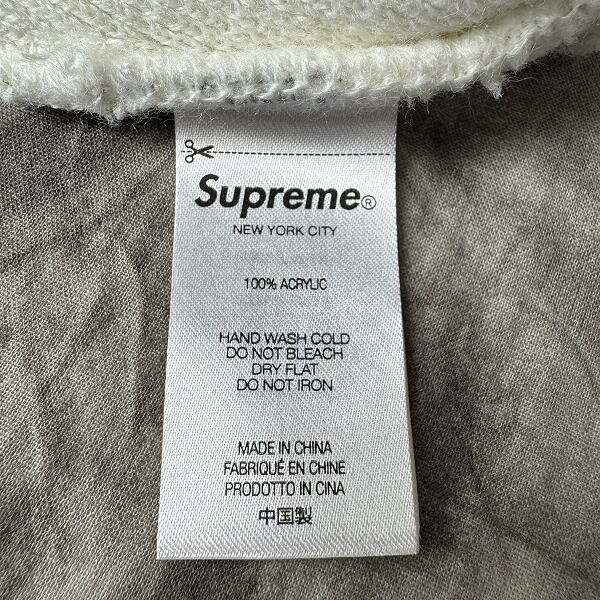 Supreme®
NEW YORK CITY
100% ACRYLIC
HAND WASH COLD
DO NOT BLEACH
DRY FLAT
DO NOT IRON
MADE IN CHINA
FABRIQUÉ EN CHINE
PRODOTTO IN CINA
中国製